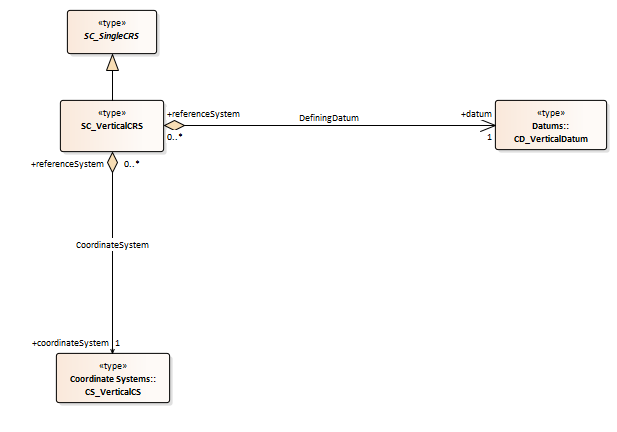 «type»
SC_SingleCRS
«type»
SC_VerticalCRS
+referenceSystem
0..*
DefiningDatum
+datum
1
«type»
Datums::
CD_VerticalDatum
+referenceSystem
0..*
CoordinateSystem
+coordinateSystem
1
«type»
Coordinate Systems::
CS_VerticalCS